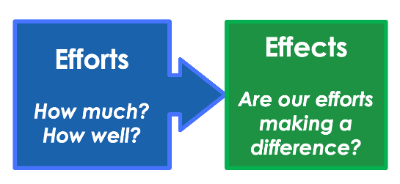 Efforts
How much?
How well?
Effects
Are our efforts
making a
difference?